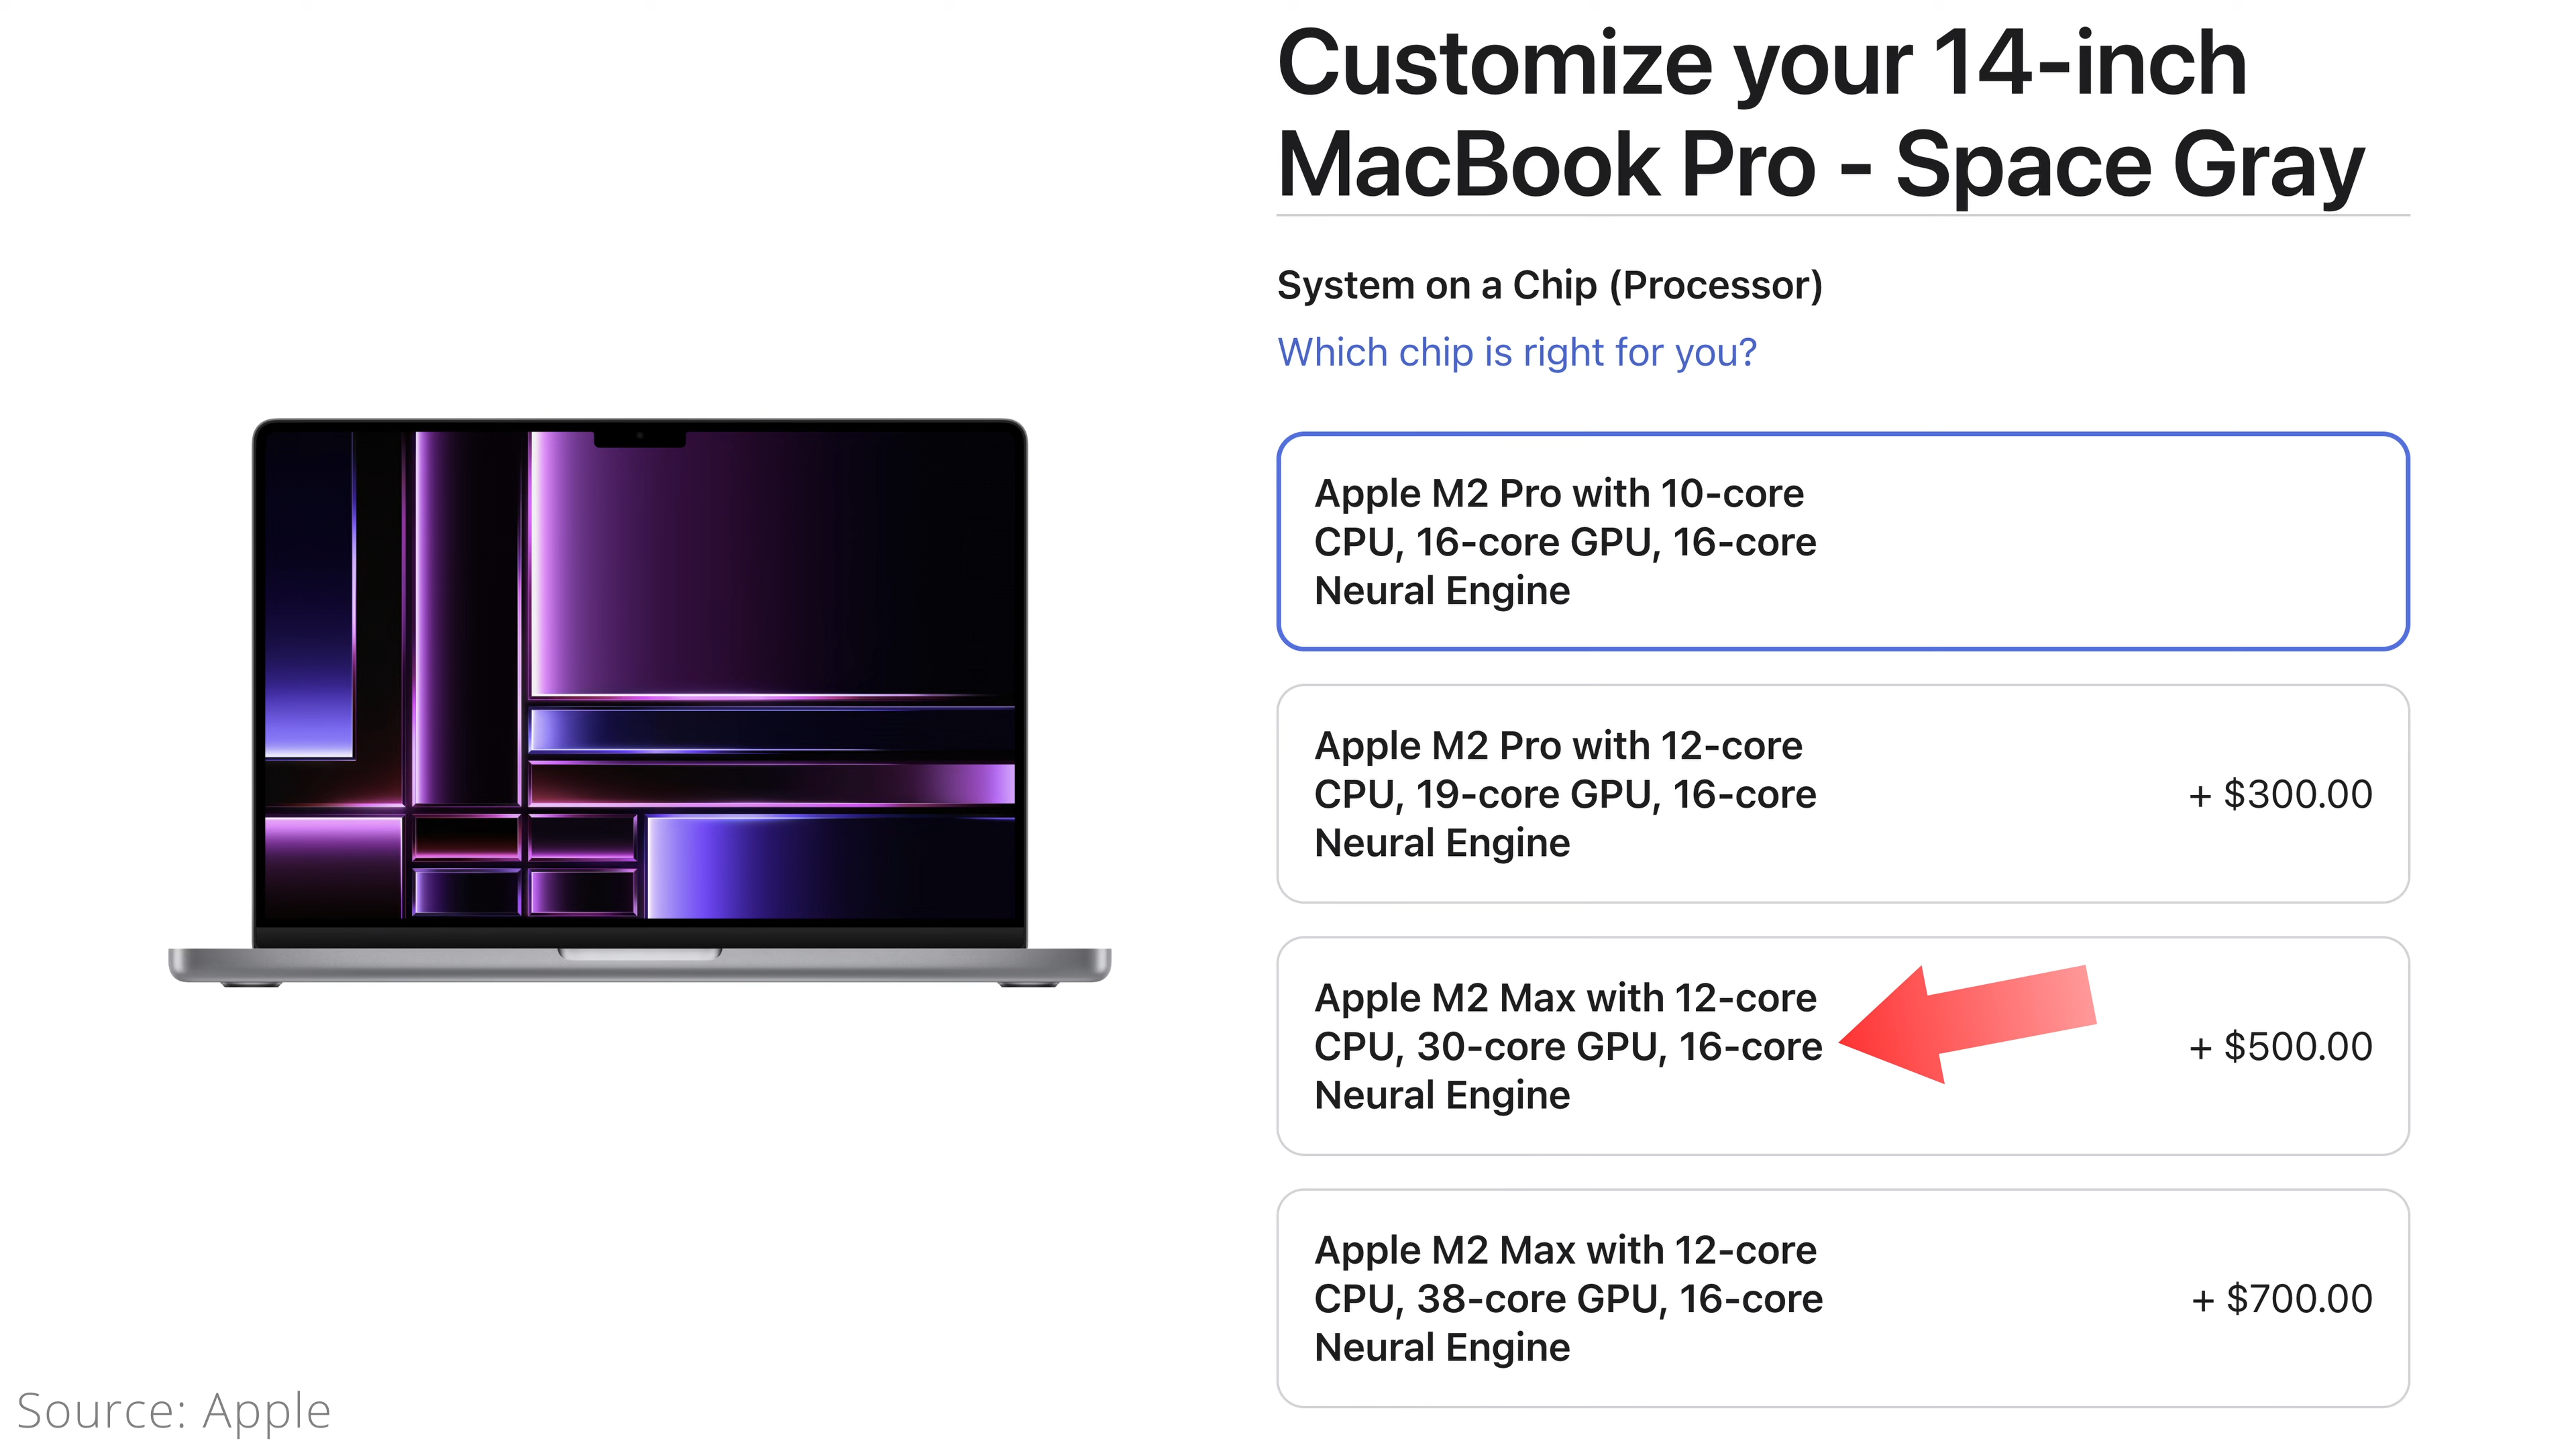 Customize your 14-inch
MacBook Pro - Space Gray
System on a Chip (Processor)
Which chip is right for you?
Apple M2 Pro with 10-core
CPU, 16-core GPU, 16-core
Neural Engine
Apple M2 Pro with 12-core
CPU, 19-core GPU, 16-core
Neural Engine
+ $300.00
Apple M2 Max with 12-core
CPU, 30-core GPU, 16-core
Neural Engine
+ $500.00
Apple M2 Max with 12-core
CPU, 38-core GPU, 16-core
Neural Engine
+ $700.00
Source: Apple